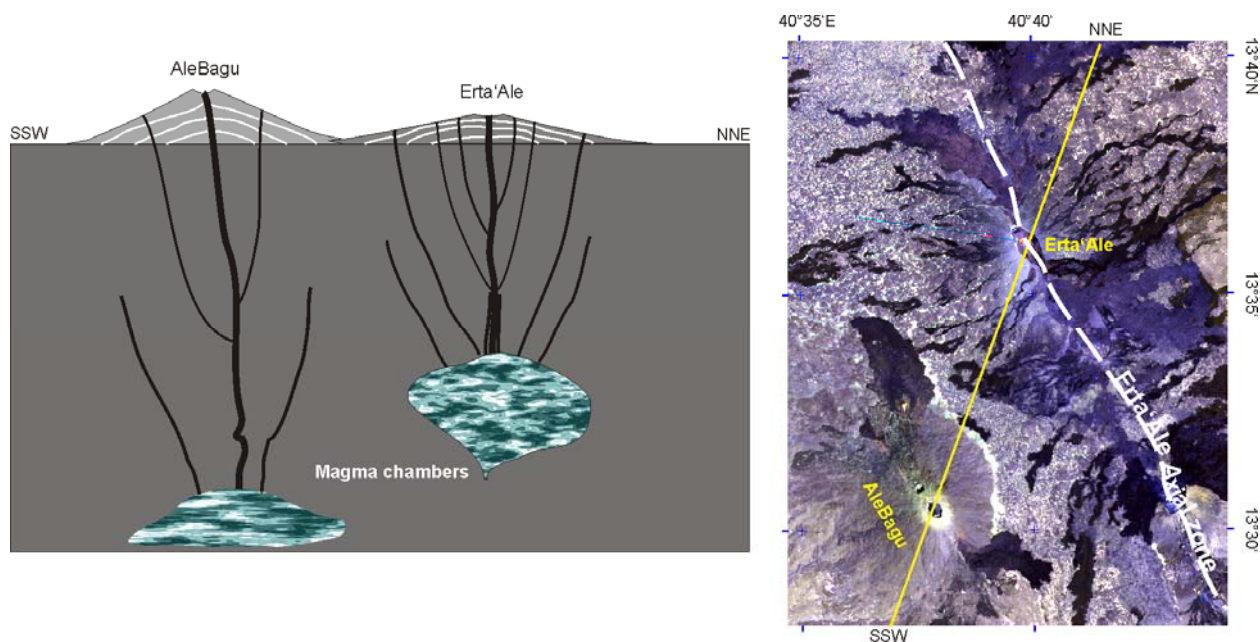 AleBagu
Erta'Ale
SSW
NNE
Magma chambers
40°35'E
40°40'
NNE
13°40'N
Erta'Ale
13°35'
Erta'Ale Axial zone
AleBagu
13°30'
SSW